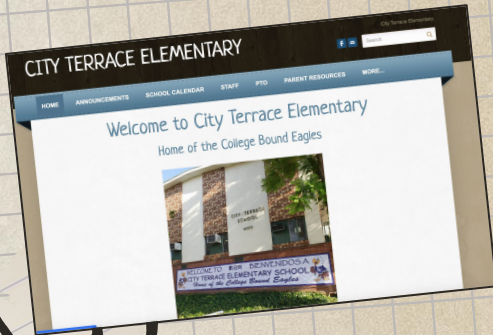 City Terrace Elementary
CITY TERRACE ELEMENTARY
Search
HOME ANNOUNCEMENTS SCHOOL CALENDAR STAFF PTO PARENT RESOURCES MORE...
Welcome to City Terrace Elementary
Home of the College Bound Eagles
CITY TERRACE
SCHOOL
WELCOME TO BIENVENIDOS A
CITY TERRACE ELEMENTARY SCHOOL
Home of the College Bound Eagles